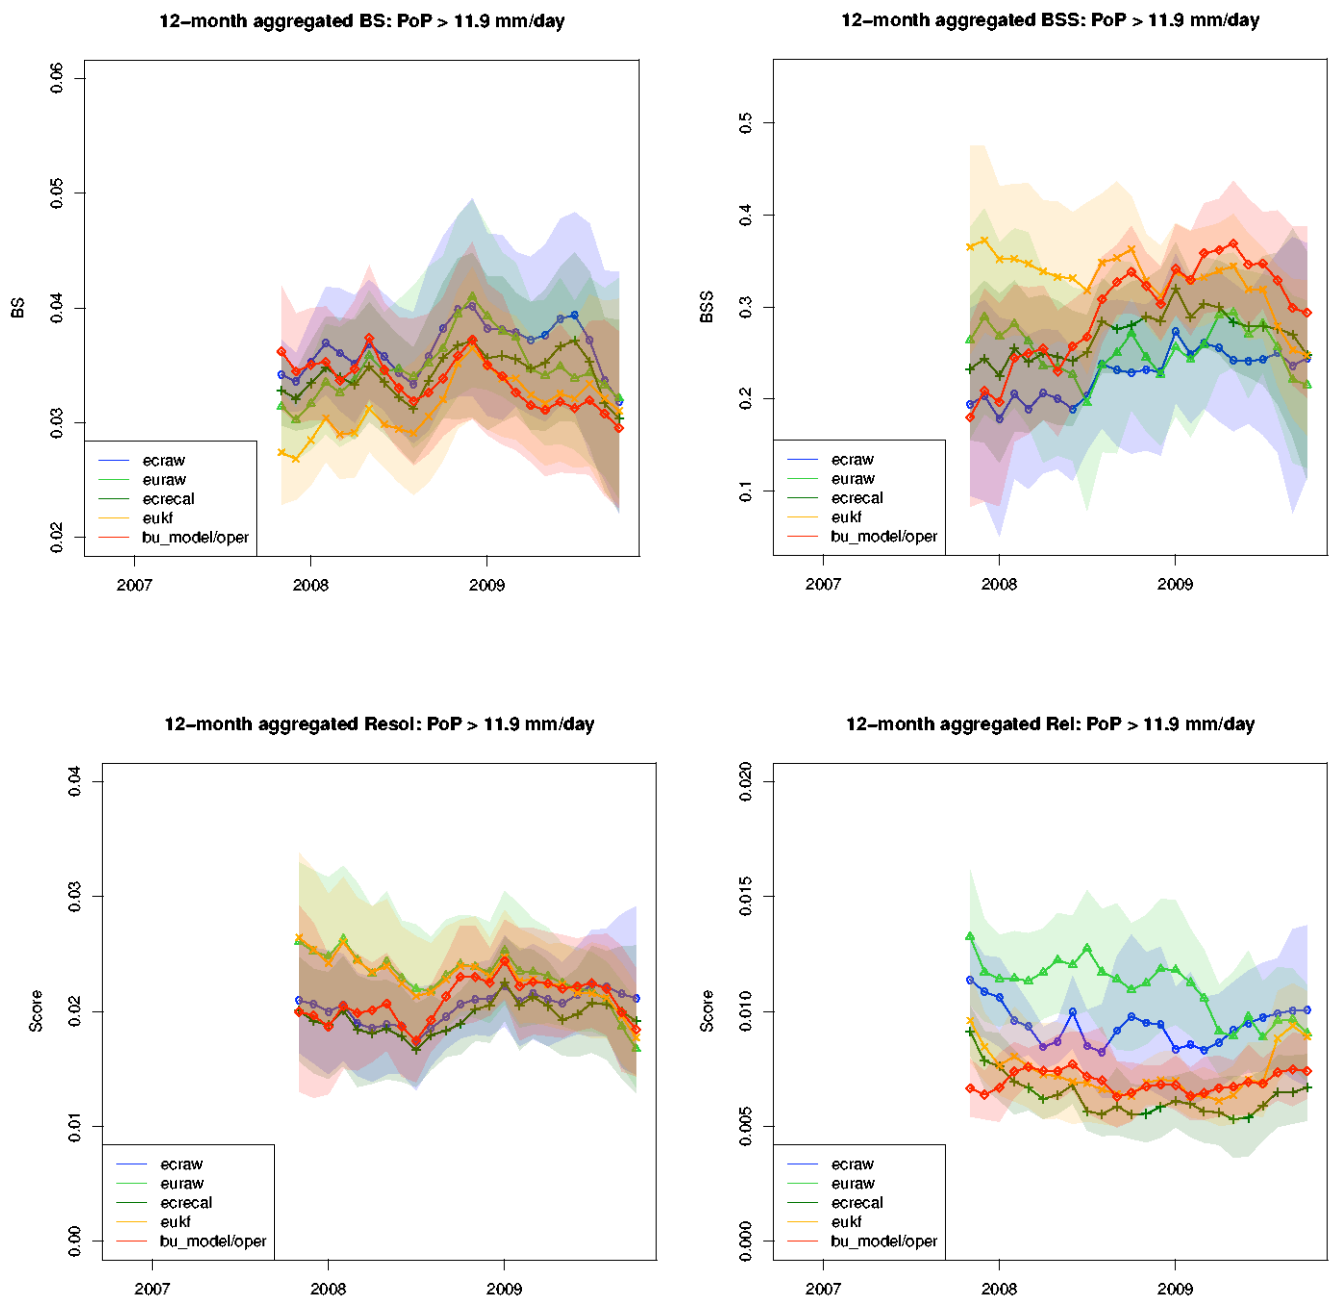 12-month aggregated BS: PoP > 11.9 mm/day
BS
0.06
0.05
0.04
0.03
0.02
ecraw
euraw
ecrecal
eukf
bu_model/oper
2007
2008
2009
12-month aggregated BSS: PoP > 11.9 mm/day
BSS
0.5
0.4
0.3
0.2
0.1
ecraw
euraw
ecrecal
eukf
bu_model/oper
2007
2008
2009
12-month aggregated Resol: PoP > 11.9 mm/day
Score
0.04
0.03
0.02
0.01
0.00
ecraw
euraw
ecrecal
eukf
bu_model/oper
2007
2008
2009
12-month aggregated Rel: PoP > 11.9 mm/day
Score
0.020
0.015
0.010
0.005
0.000
ecraw
euraw
ecrecal
eukf
bu_model/oper
2007
2008
2009